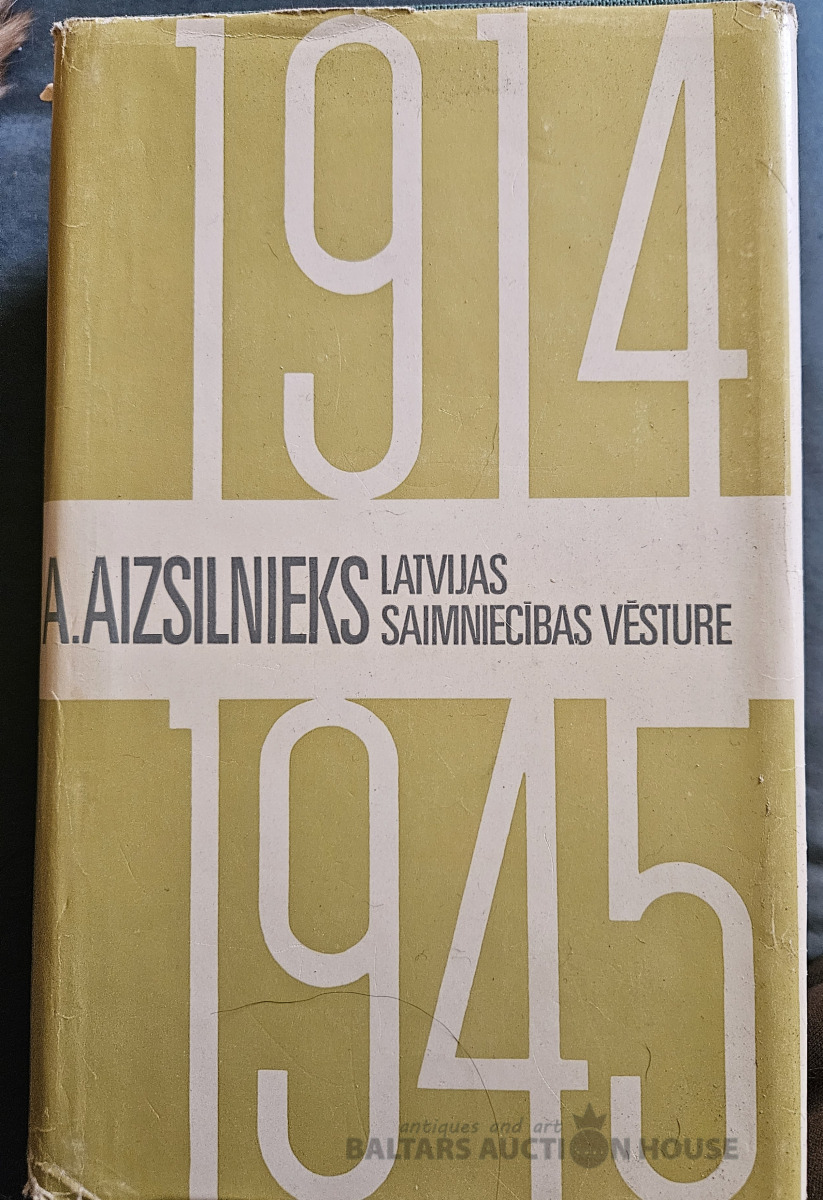 1914
A.AIZSILNIEKS
LATVIJAS
SAIMNIECĪBAS VĒSTURE
1945
antiques and art
BALTARS AUCTION HOUSE